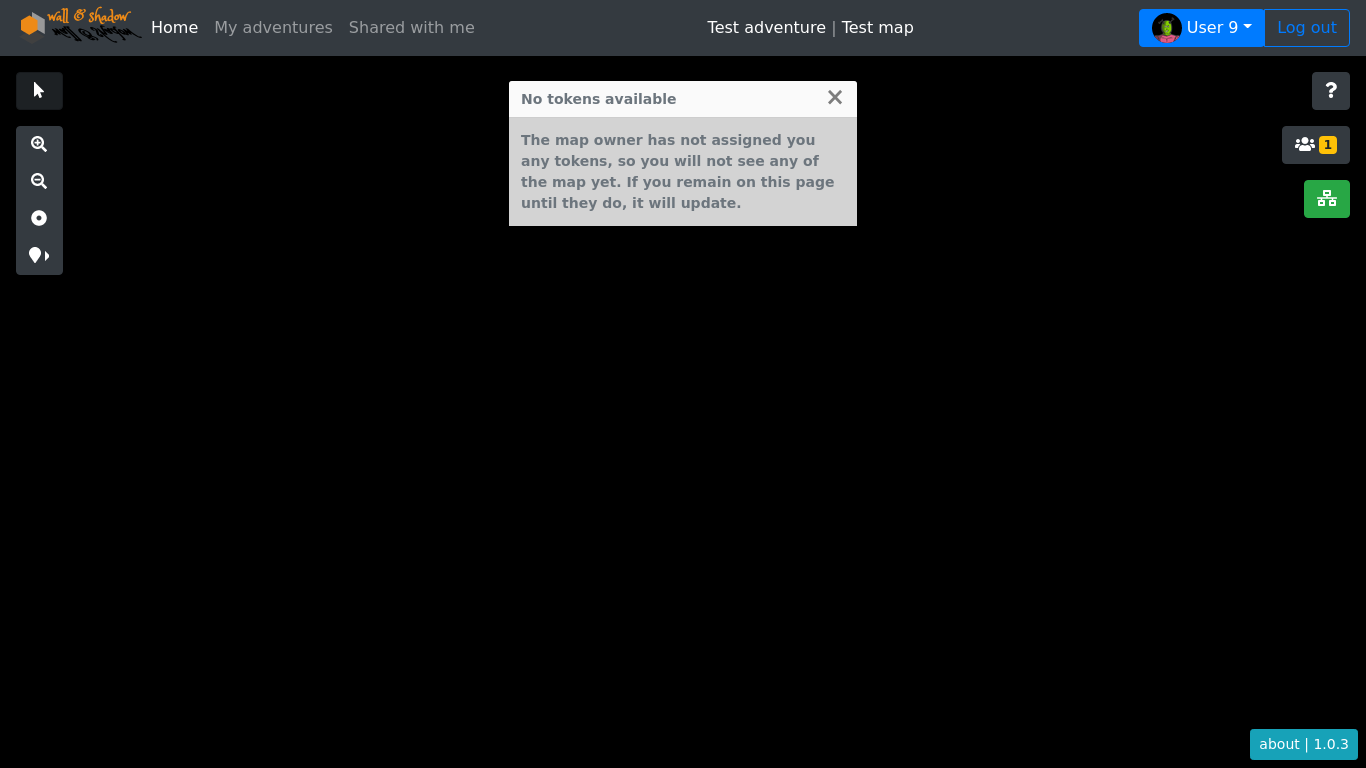 wall & shadow
Home My adventures Shared with me Test adventure | Test map User 9 Log out
No tokens available
The map owner has not assigned you
any tokens, so you will not see any of
the map yet. If you remain on this page
until they do, it will update.
?
1
about | 1.0.3